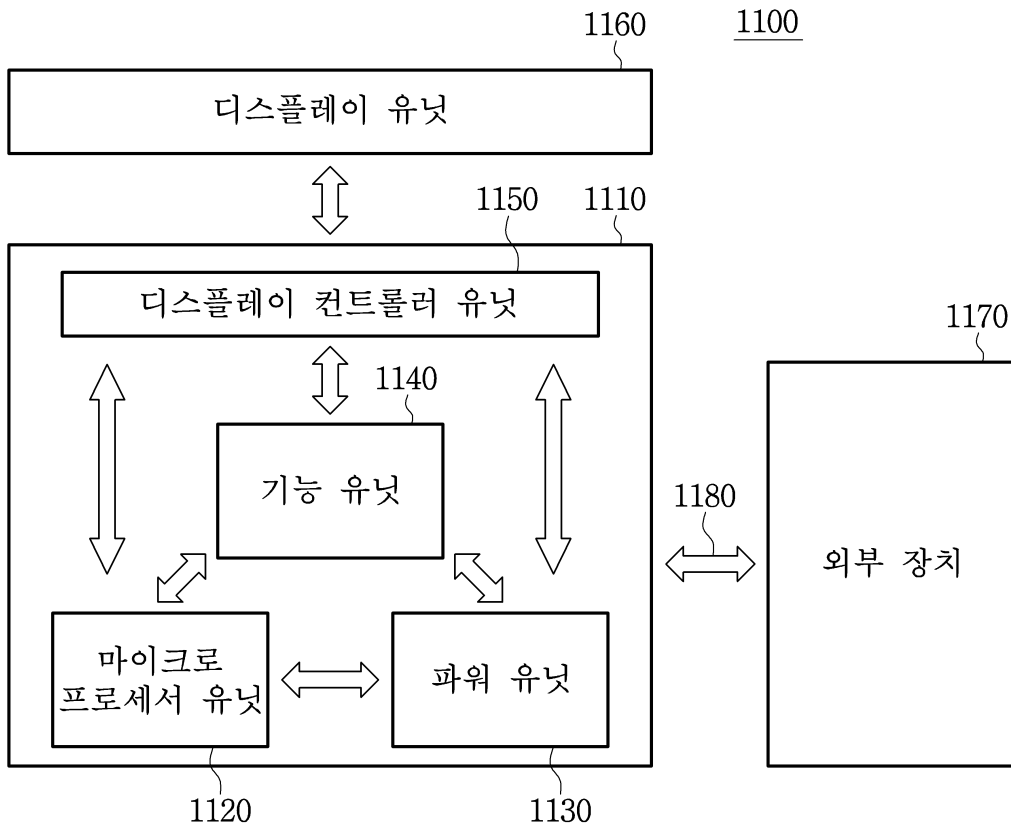 1160
1100
디스플레이 유닛
1150
1110
디스플레이 컨트롤러 유닛
1170
1140
기능 유닛
1180
외부 장치
마이크로
프로세서 유닛
파워 유닛
1120
1130